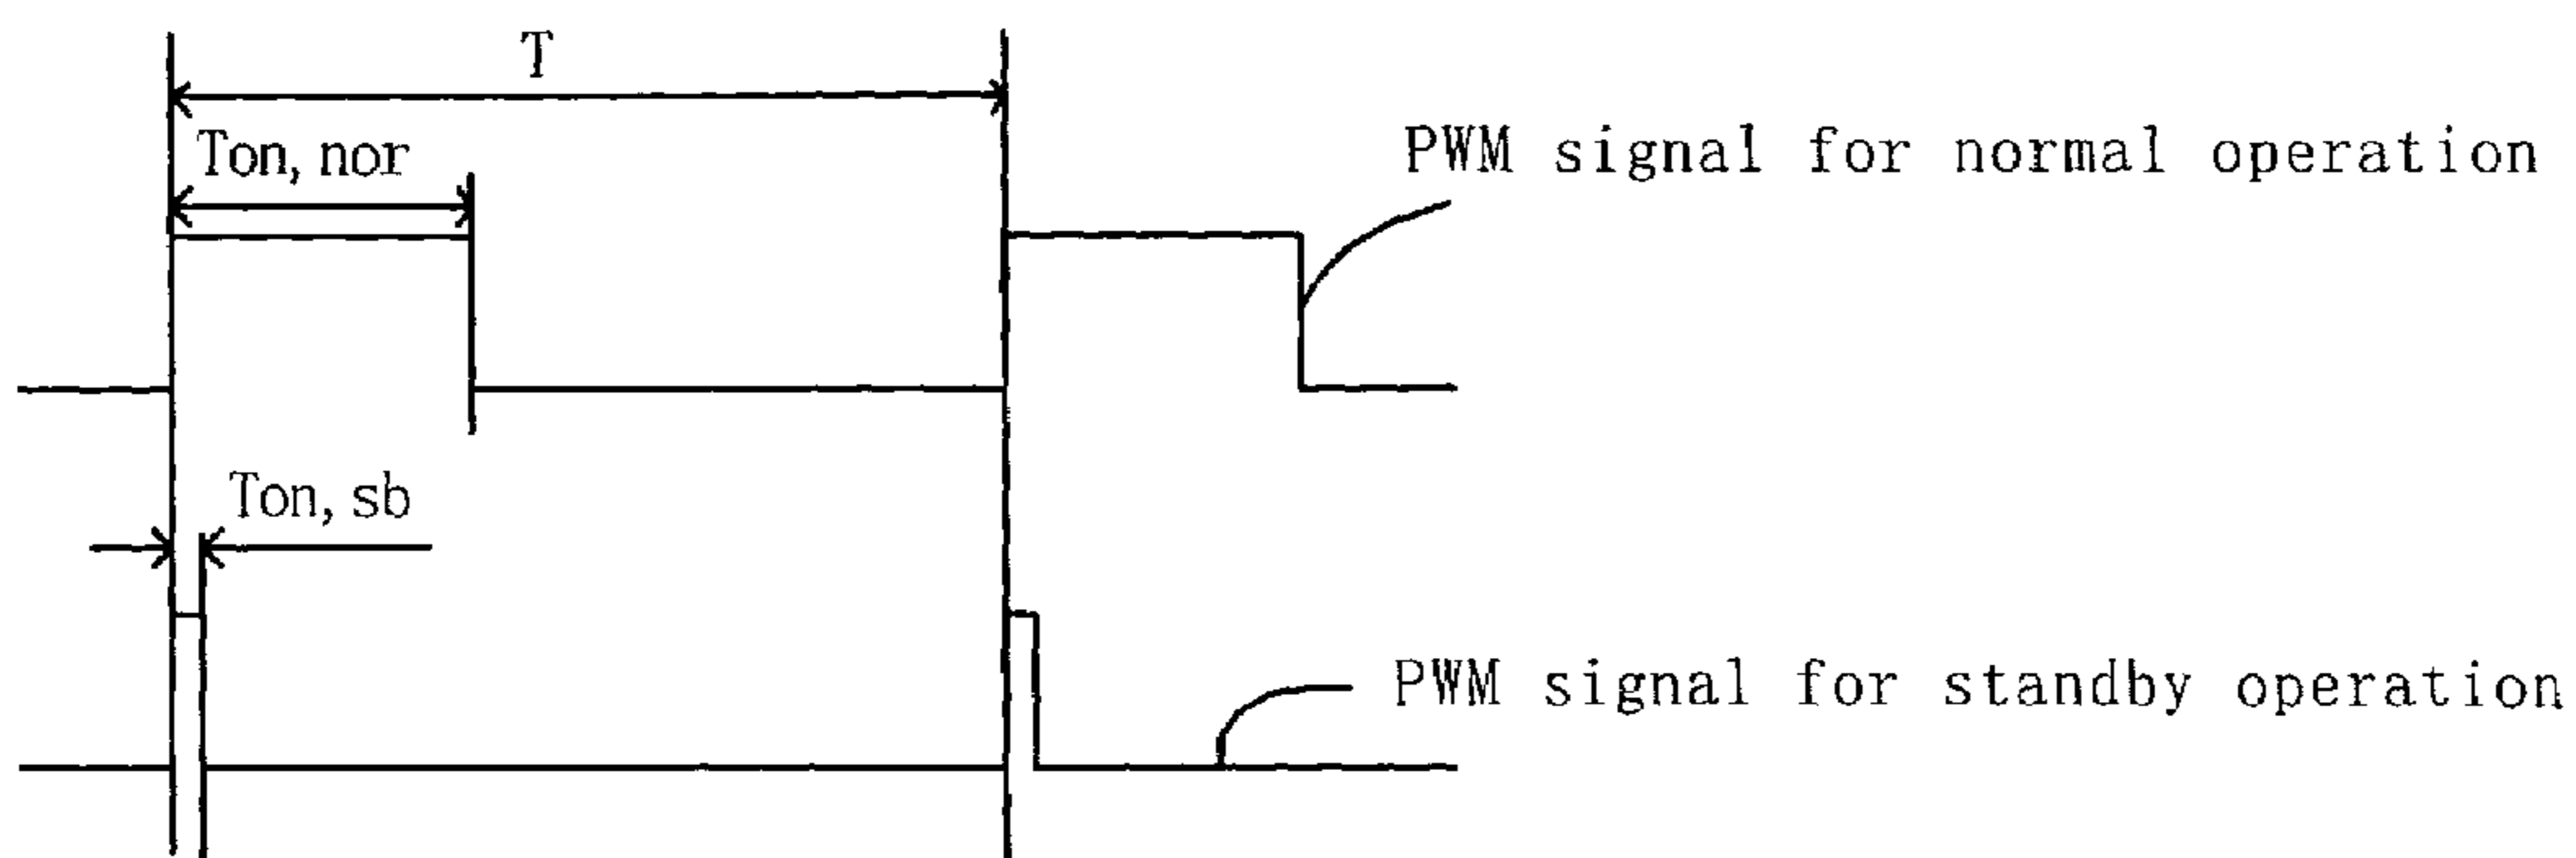 T
Ton, nor
PWM signal for normal operation
Ton, sb
PWM signal for standby operation